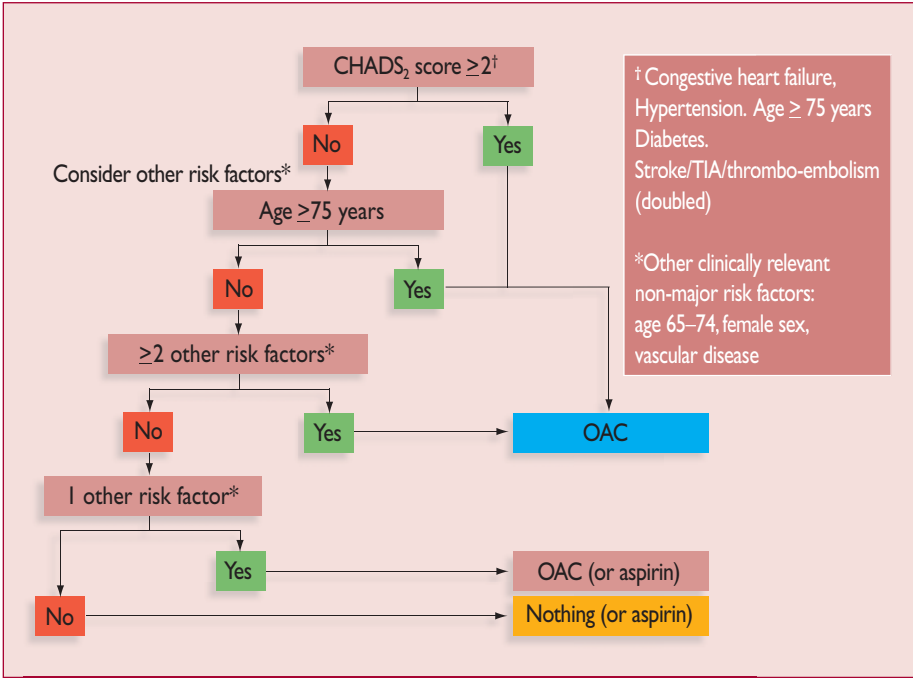 CHADS₂ score ≥2†
No
Yes
Consider other risk factors*
Age ≥75 years
No
Yes
≥2 other risk factors*
No
Yes
OAC
1 other risk factor*
Yes
OAC (or aspirin)
No
Nothing (or aspirin)
† Congestive heart failure,
Hypertension. Age ≥ 75 years
Diabetes.
Stroke/TIA/thrombo-embolism
(doubled)
*Other clinically relevant
non-major risk factors:
age 65–74, female sex,
vascular disease